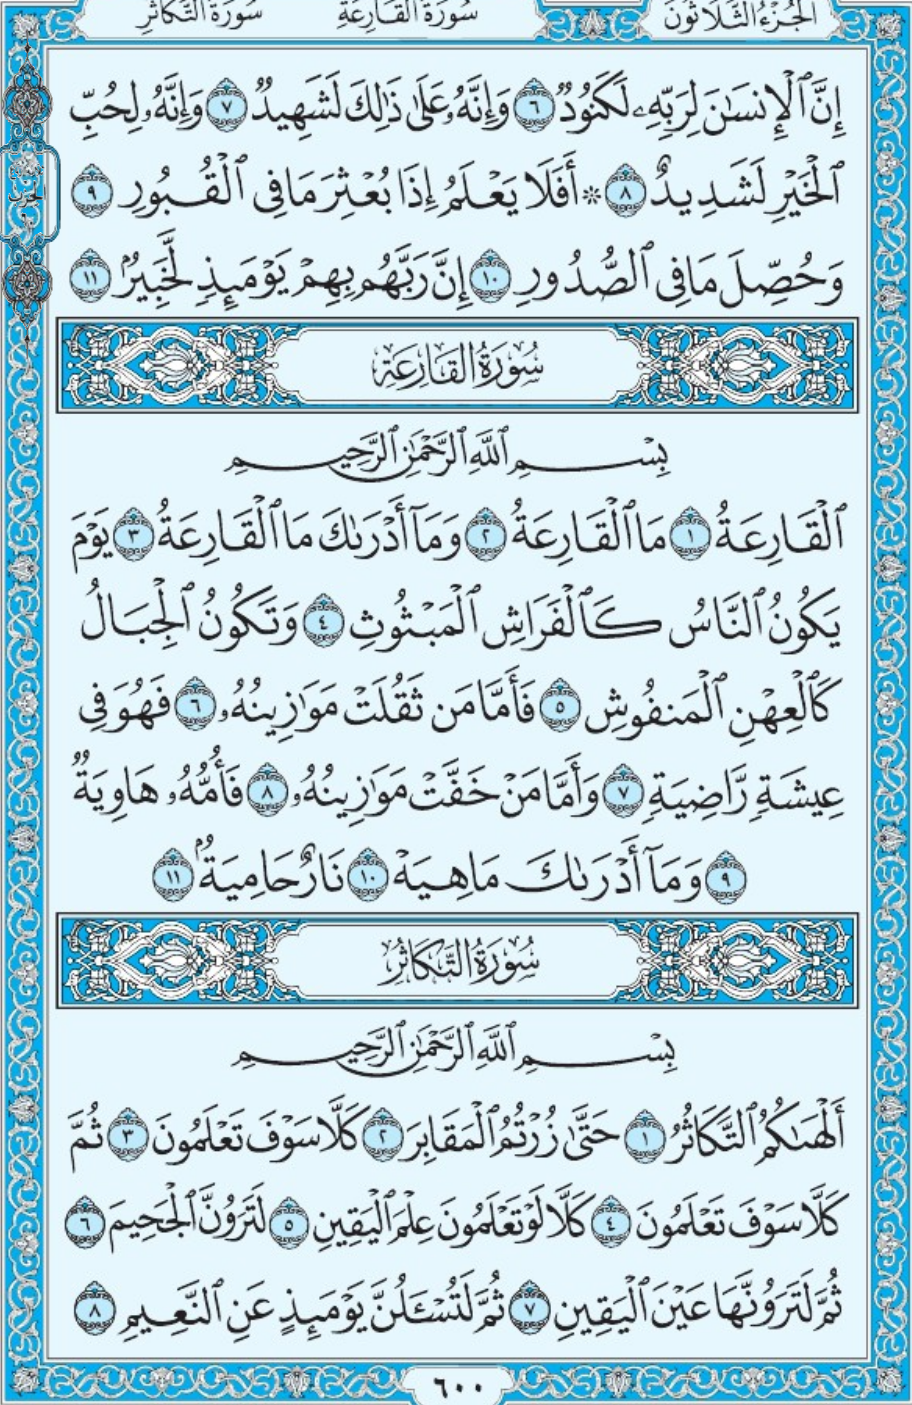 الجُزْءُ الثَّلَاثُونَ سُورَةُ القَارِعَةِ سُورَةُ التَّكَاثُرِ
إِنَّ ٱلْإِنسَٰنَ لِرَبِّهِۦ لَكَنُودٌ ٦ وَإِنَّهُۥ عَلَىٰ ذَٰلِكَ لَشَهِيدٌ ٧ وَإِنَّهُۥ لِحُبِّ
ٱلْخَيْرِ لَشَدِيدٌ ٨ ۞ أَفَلَا يَعْلَمُ إِذَا بُعْثِرَ مَا فِى ٱلْقُبُورِ ٩
وَحُصِّلَ مَا فِى ٱلصُّدُورِ ١٠ إِنَّ رَبَّهُم بِهِمْ يَوْمَئِذٍ لَّخَبِيرٌۢ ١١
سُورَةُ القَارِعَةِ
بِسْمِ ٱللَّهِ ٱلرَّحْمَٰنِ ٱلرَّحِيمِ
ٱلْقَارِعَةُ ١ مَا ٱلْقَارِعَةُ ٢ وَمَآ أَدْرَىٰكَ مَا ٱلْقَارِعَةُ ٣ يَوْمَ
يَكُونُ ٱلنَّاسُ كَٱلْفَرَاشِ ٱلْمَبْثُوثِ ٤ وَتَكُونُ ٱلْجِبَالُ
كَٱلْعِهْنِ ٱلْمَنفُوشِ ٥ فَأَمَّا مَن ثَقُلَتْ مَوَٰزِينُهُۥ ٦ فَهُوَ فِى
عِيشَةٍ رَّاضِيَةٍ ٧ وَأَمَّا مَنْ خَفَّتْ مَوَٰزِينُهُۥ ٨ فَأُمُّهُۥ هَاوِيَةٌ
٩ وَمَآ أَدْرَىٰكَ مَا هِيَهْ ١٠ نَارٌ حَامِيَةٌۢ ١١
سُورَةُ التَّكَاثُرِ
بِسْمِ ٱللَّهِ ٱلرَّحْمَٰنِ ٱلرَّحِيمِ
أَلْهَىٰكُمُ ٱلتَّكَاثُرُ ١ حَتَّىٰ زُرْتُمُ ٱلْمَقَابِرَ ٢ كَلَّا سَوْفَ تَعْلَمُونَ ٣ ثُمَّ
كَلَّا سَوْفَ تَعْلَمُونَ ٤ كَلَّا لَوْ تَعْلَمُونَ عِلْمَ ٱلْيَقِينِ ٥ لَتَرَوُنَّ ٱلْجَحِيمَ ٦
ثُمَّ لَتَرَوُنَّهَا عَيْنَ ٱلْيَقِينِ ٧ ثُمَّ لَتُسْـَٔلُنَّ يَوْمَئِذٍ عَنِ ٱلنَّعِيمِ ٨
٦٠٠